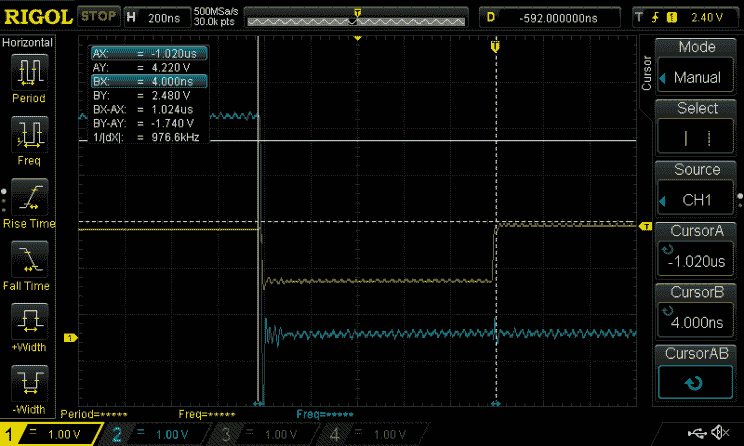 RIGOL STOP H 200ns 500MSa/s 30.0k pts T D -592.000000ns T 1 2.40 V
Horizontal
Period
Freq
Rise Time
Fall Time
+Width
-Width
AX: = -1.020us
AY: = 4.220 V
BX: = 4.000ns
BY: = 2.480 V
BX-AX: = 1.024us
BY-AY: = -1.740 V
1/|dX|: = 976.6kHz
T
T
1
Period=***** Freq=***** Freq=*****
Cursor
Mode
Manual
Select
Source
CH1
CursorA
-1.020us
CursorB
4.000ns
CursorAB
1 = 1.00 V 2 = 1.00 V 3 = 1.00 V 4 = 1.00 V